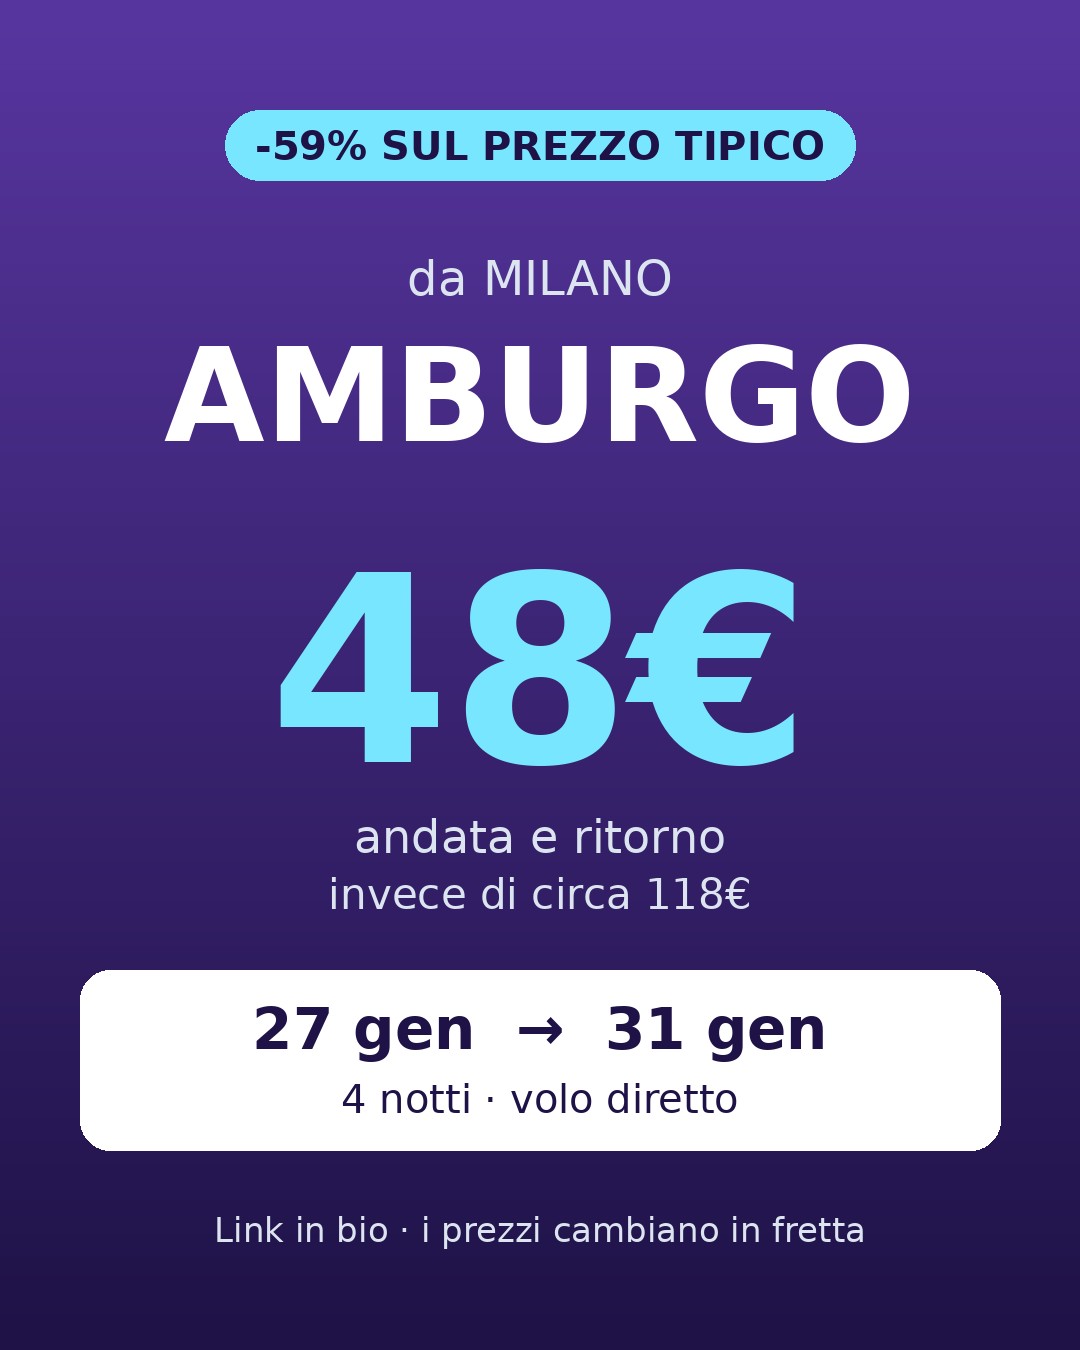 -59% SUL PREZZO TIPICO
da MILANO
AMBURGO
48€
andata e ritorno
invece di circa 118€
27 gen → 31 gen
4 notti · volo diretto
Link in bio · i prezzi cambiano in fretta